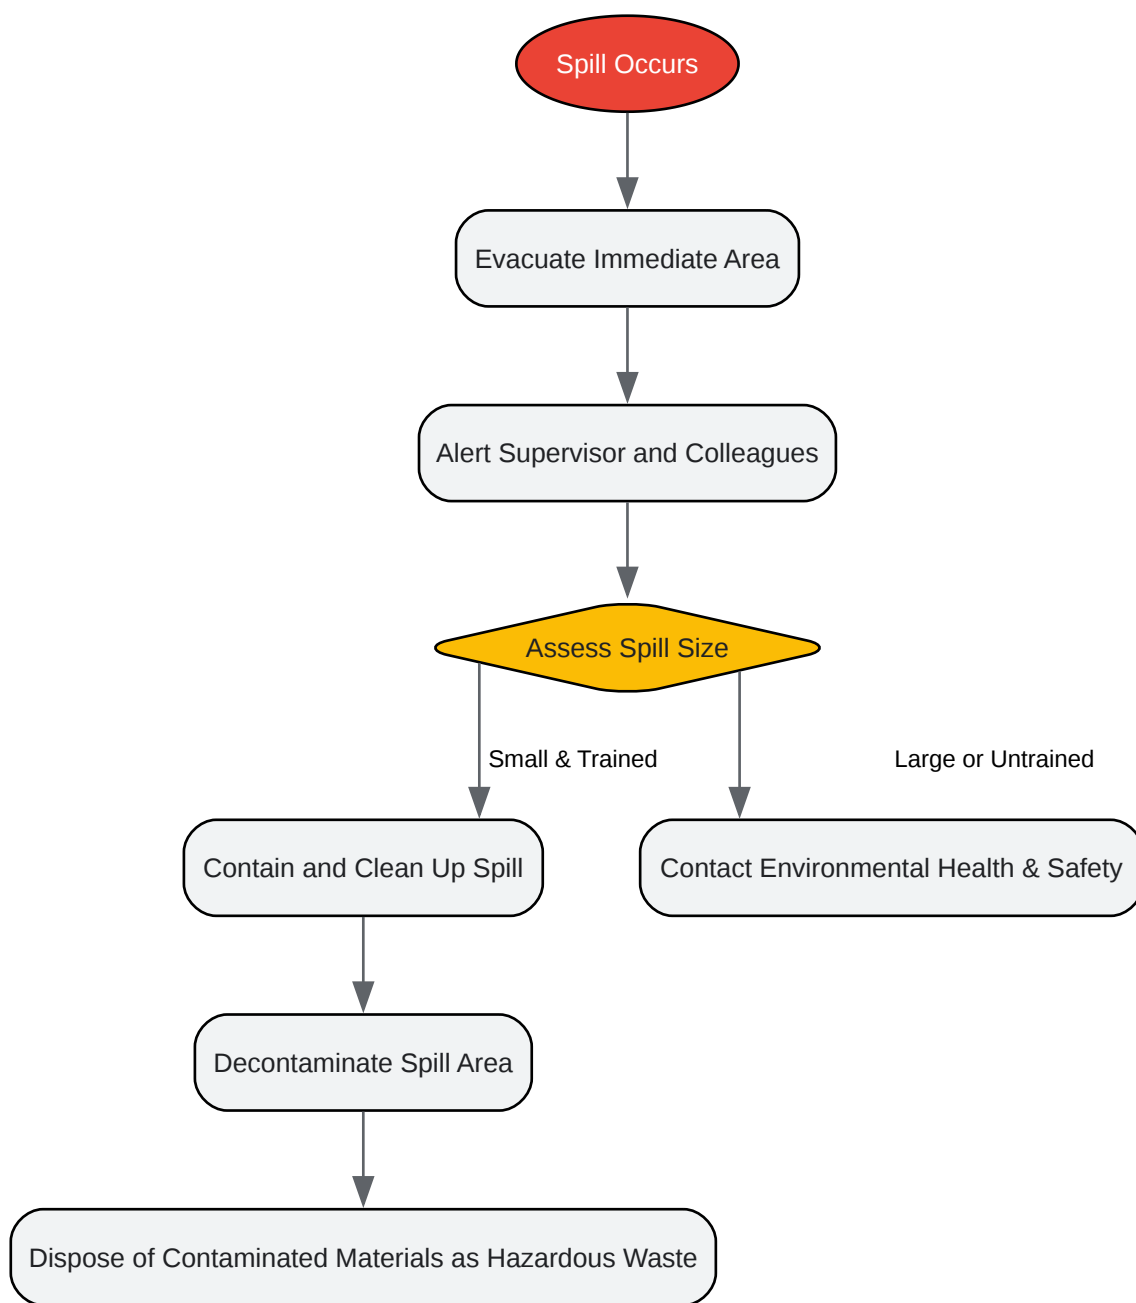 Spill Occurs
Evacuate Immediate Area
Alert Supervisor and Colleagues
Assess Spill Size
Small & Trained
Large or Untrained
Contain and Clean Up Spill
Contact Environmental Health & Safety
Decontaminate Spill Area
Dispose of Contaminated Materials as Hazardous Waste